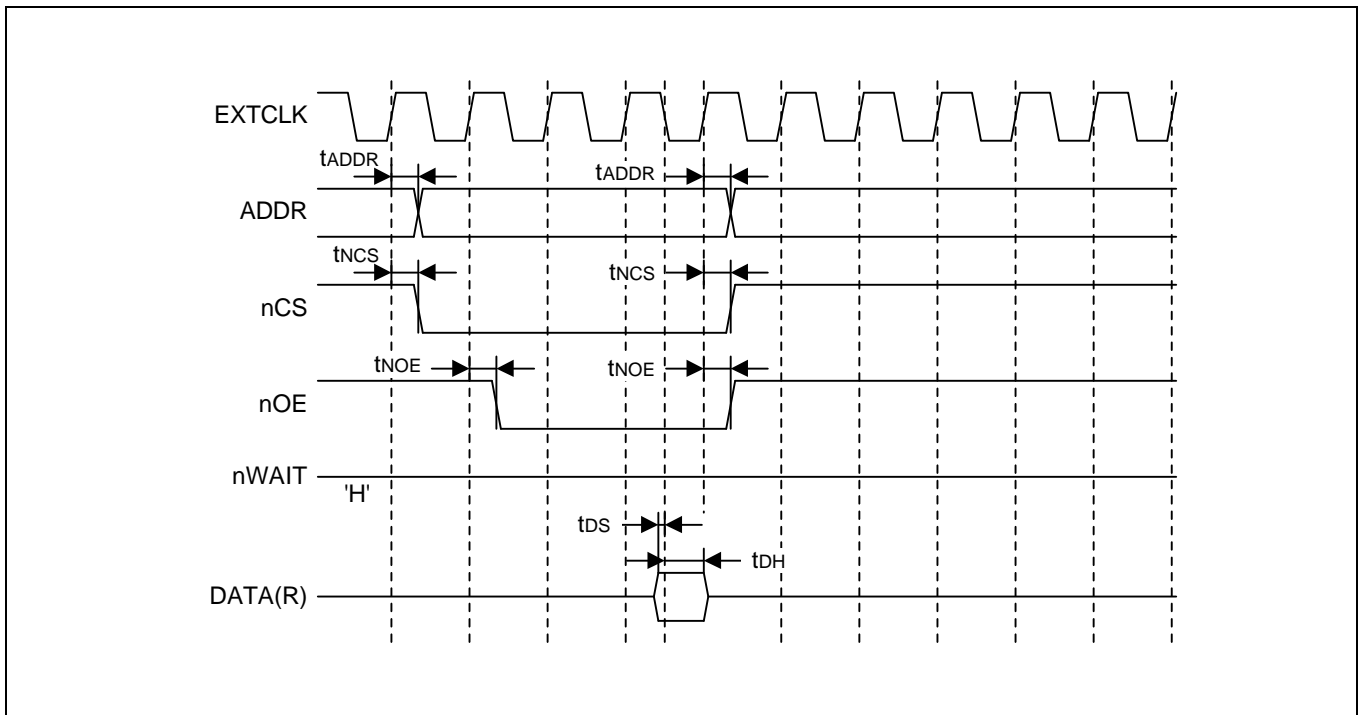 EXTCLK
tADDR
tADDR
ADDR
tNCS
tNCS
nCS
tNOE
tNOE
nOE
nWAIT
'H'
tDS
tDH
DATA(R)